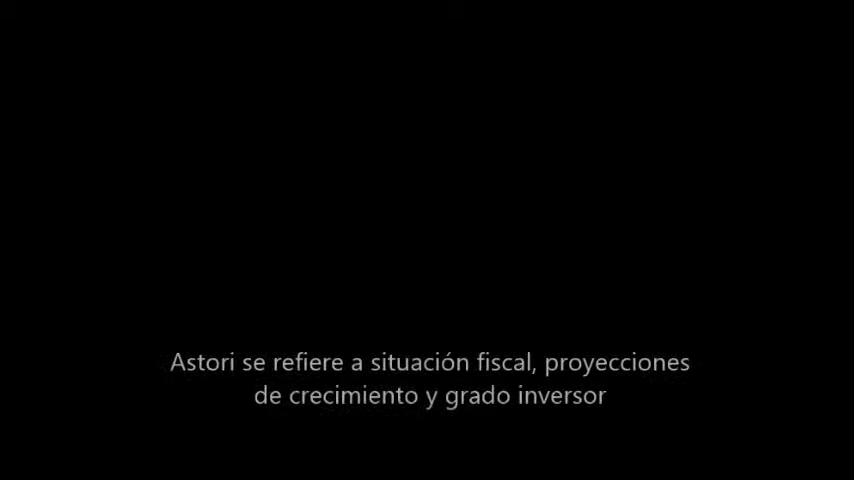 Astori se refiere a situación fiscal, proyecciones
de crecimiento y grado inversor